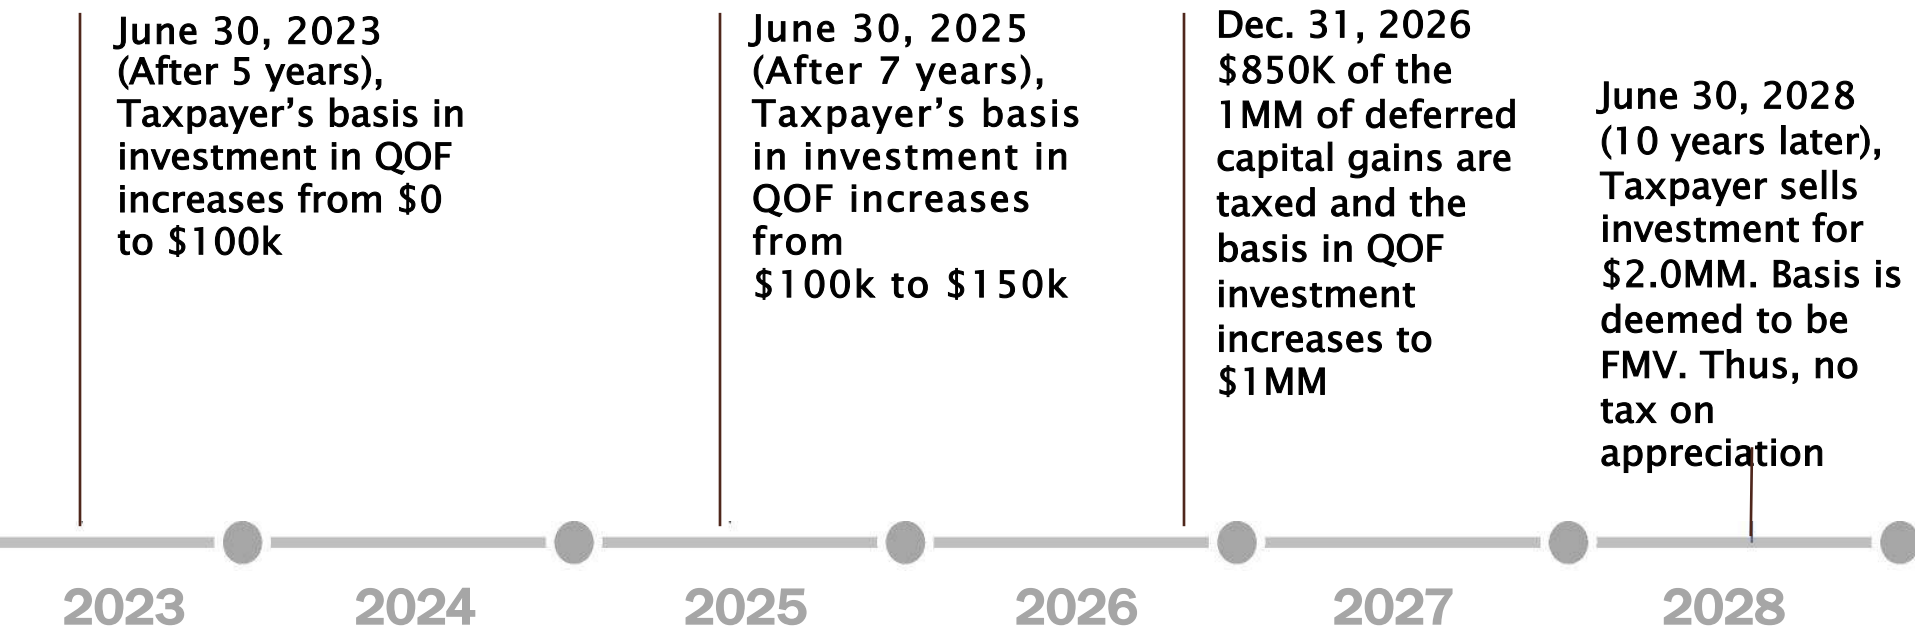 June 30, 2023
(After 5 years),
Taxpayer’s basis in
investment in QOF
increases from $0
to $100k
June 30, 2025
(After 7 years),
Taxpayer’s basis
in investment in
QOF increases
from
$100k to $150k
Dec. 31, 2026
$850K of the
1MM of deferred
capital gains are
taxed and the
basis in QOF
investment
increases to
$1MM
June 30, 2028
(10 years later),
Taxpayer sells
investment for
$2.0MM. Basis is
deemed to be
FMV. Thus, no
tax on
appreciation
2023 2024 2025 2026 2027 2028